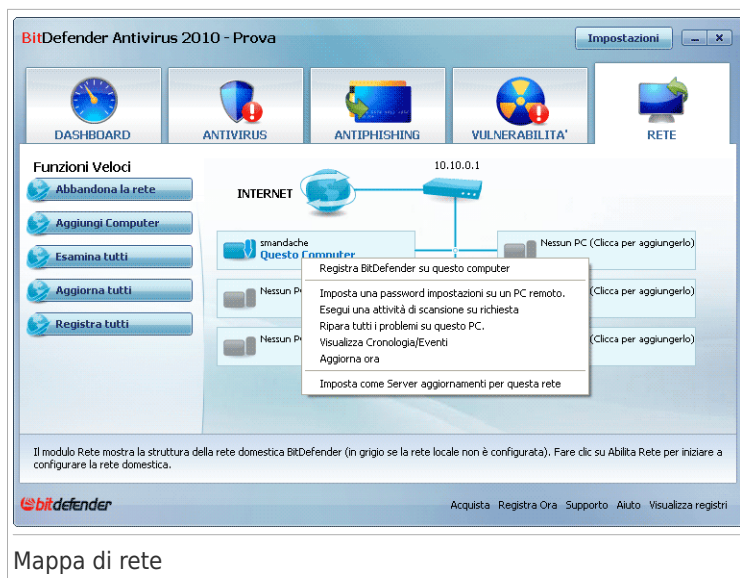 BitDefender Antivirus 2010 - Prova
Impostazioni
DASHBOARD
ANTIVIRUS
ANTIPHISHING
VULNERABILITA'
RETE
Funzioni Veloci
Abbandona la rete
Aggiungi Computer
Esamina tutti
Aggiorna tutti
Registra tutti
INTERNET
10.10.0.1
smandache
Questo Computer
Nessun PC (Clicca per aggiungerlo)
Registra BitDefender su questo computer
Nessun P
(Clicca per aggiungerlo)
Imposta una password impostazioni su un PC remoto.
Esegui una attività di scansione su richiesta
Ripara tutti i problemi su questo PC.
Nessun P
(Clicca per aggiungerlo)
Visualizza Cronologia/Eventi
Aggiorna ora
Imposta come Server aggiornamenti per questa rete
Il modulo Rete mostra la struttura della rete domestica BitDefender (in grigio se la rete locale non è configurata). Fare clic su Abilita Rete per iniziare a
configurare la rete domestica.
bitdefender
Acquista Registra Ora Supporto Aiuto Visualizza registri
Mappa di rete